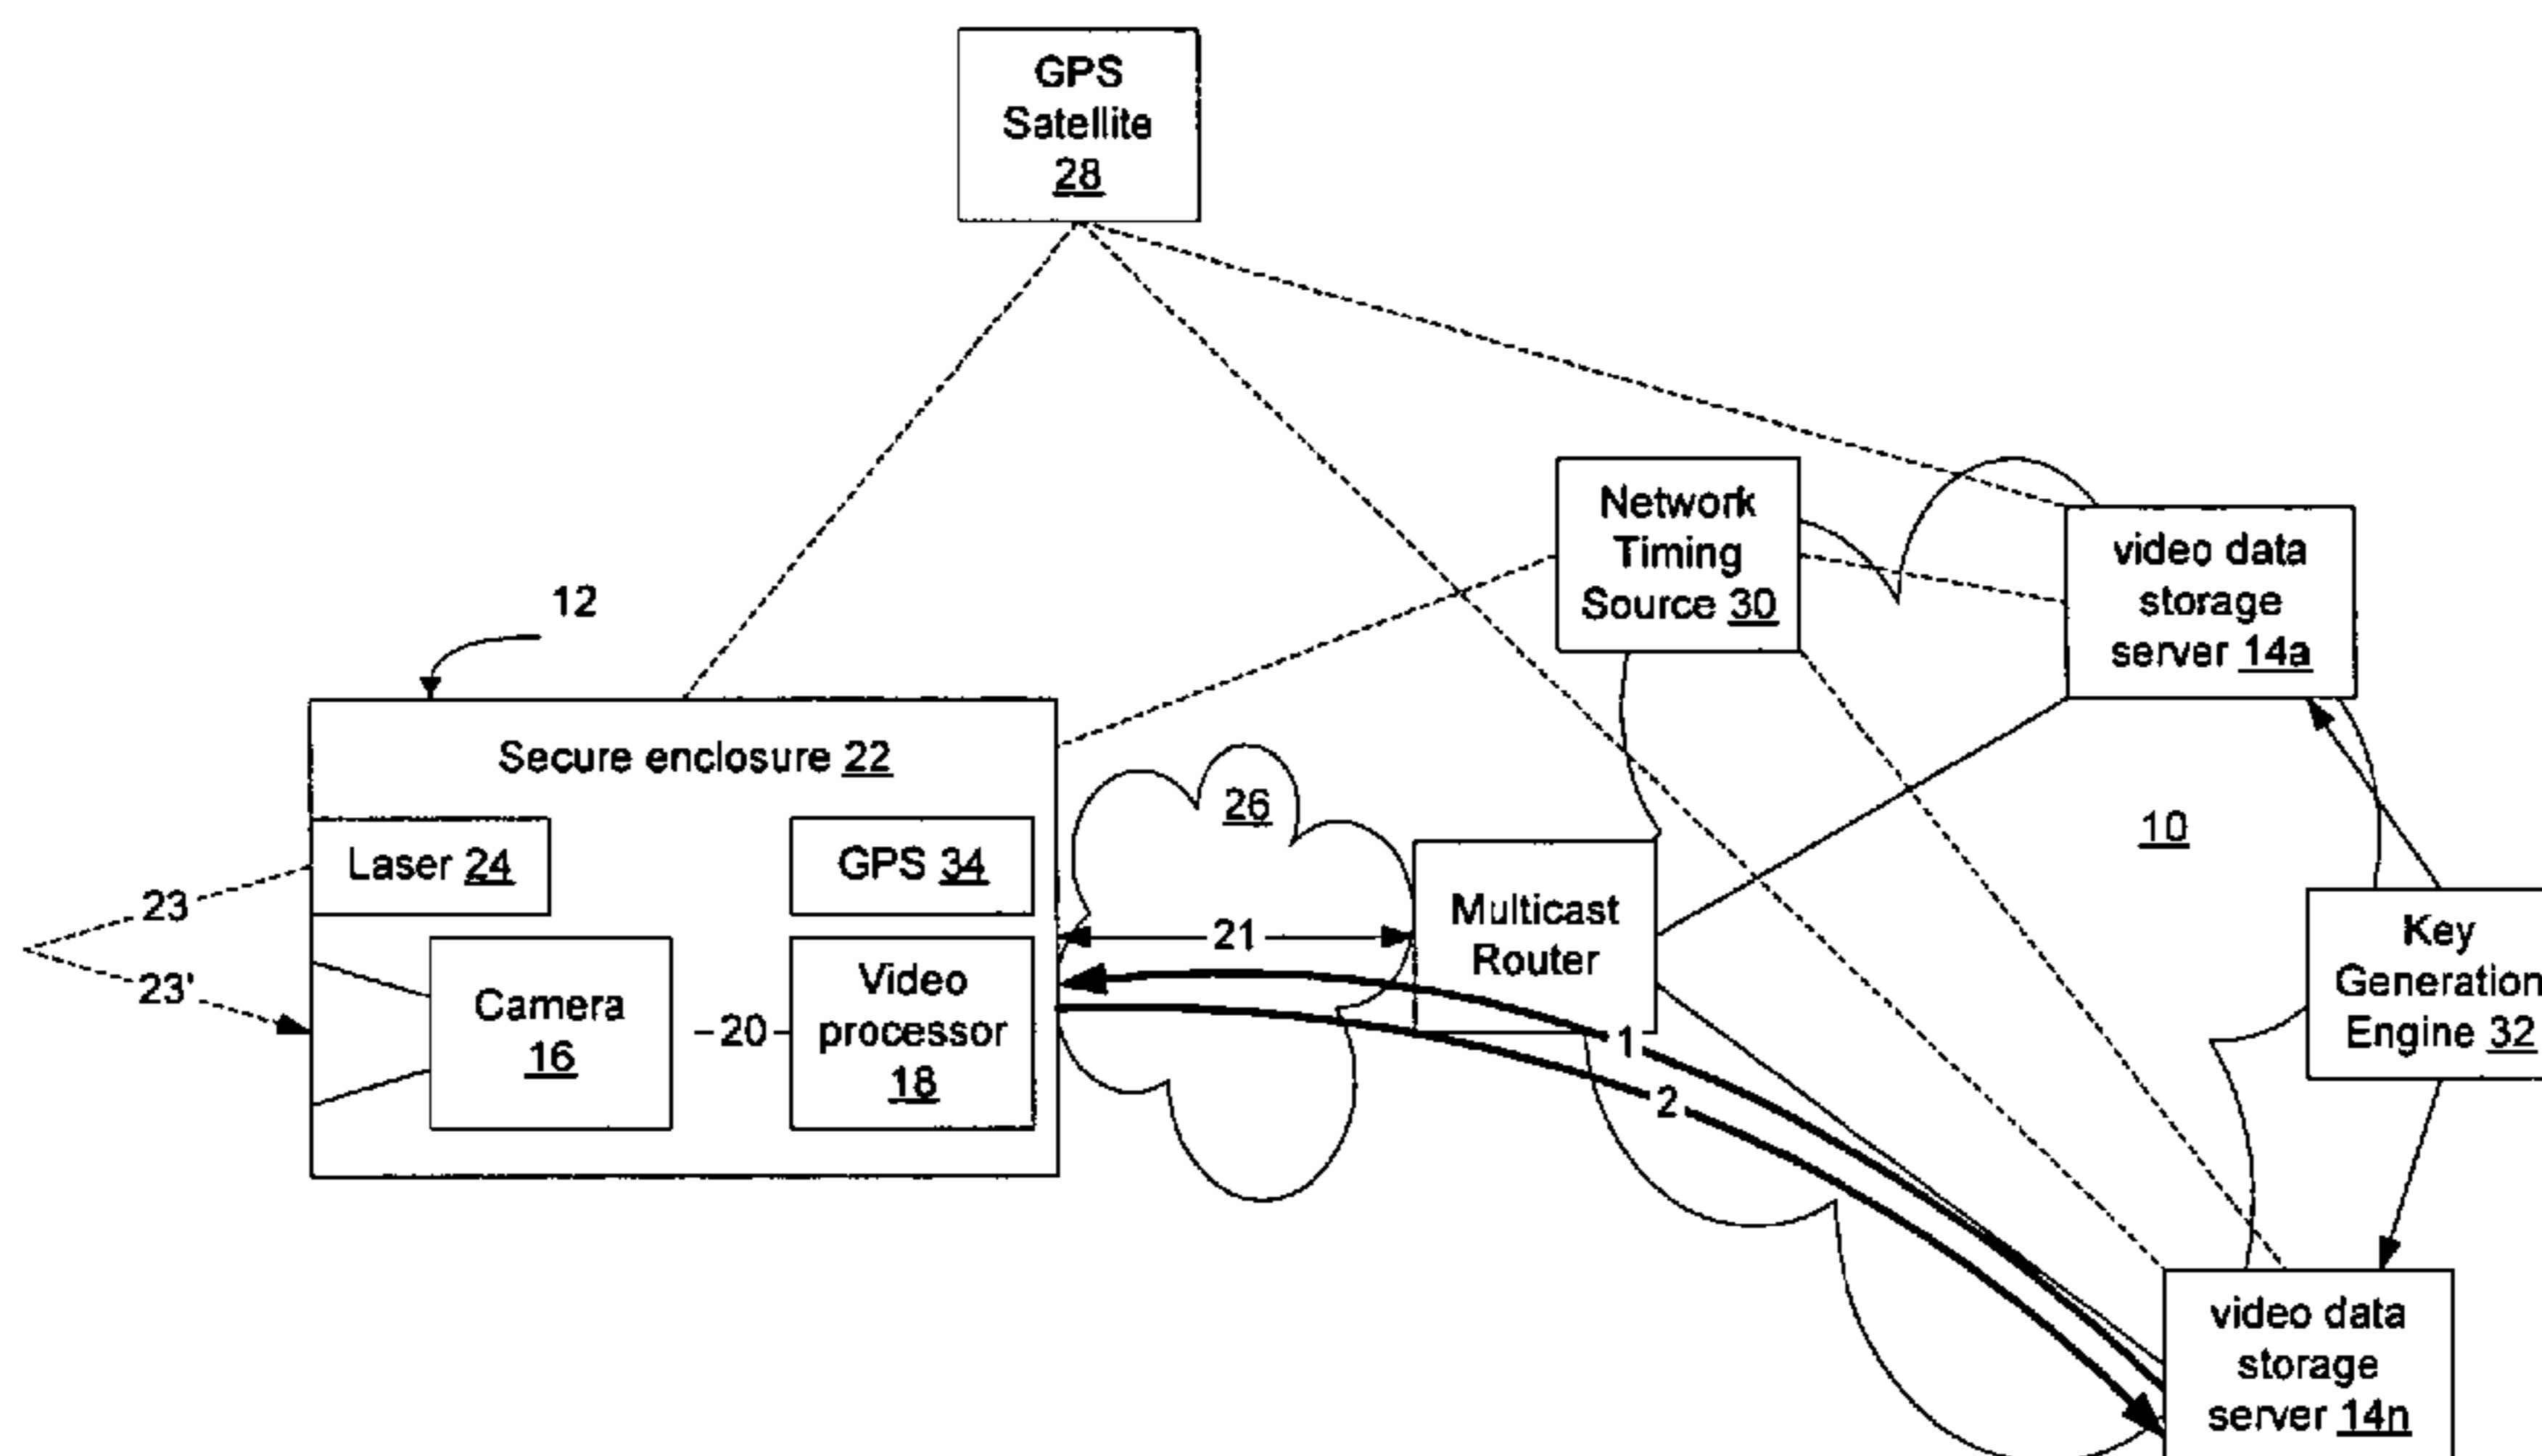 GPS
Satellite
28
Network
Timing
Source 30
video data
storage
server 14a
12
Secure enclosure 22
26
10
Laser 24
GPS 34
23
21
Multicast
Router
Key
Generation
Engine 32
23'
Camera
16
20
Video
processor
18
1
2
video data
storage
server 14n